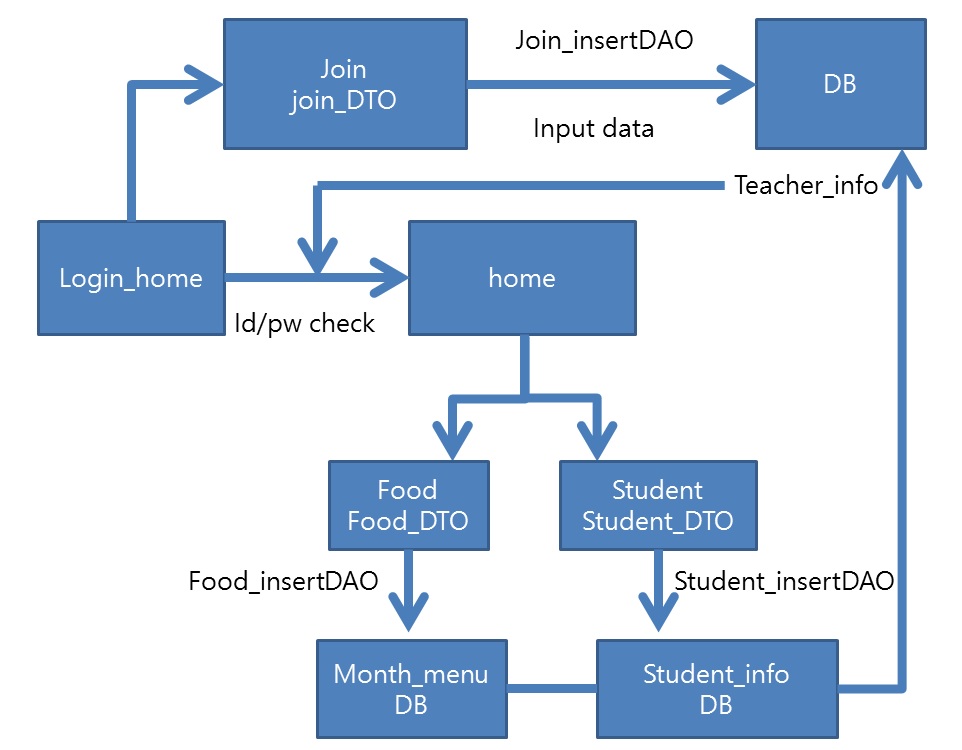 Join_insertDAO
Join
join_DTO
DB
Input data
Teacher_info
Login_home
home
Id/pw check
Food
Food_DTO
Student
Student_DTO
Food_insertDAO
Student_insertDAO
Month_menu
DB
Student_info
DB